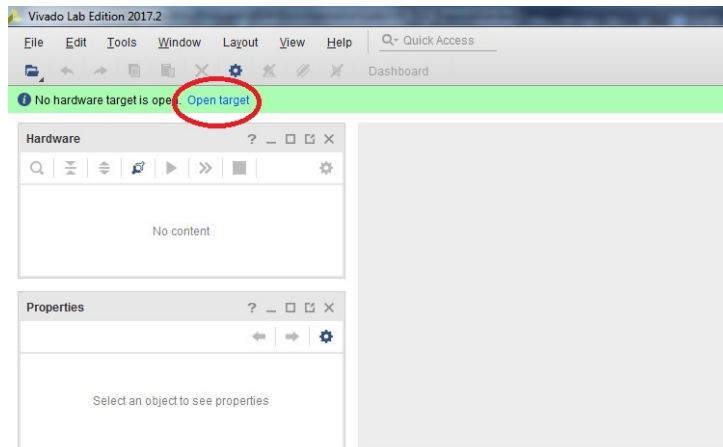 Vivado Lab Edition 2017.2
File Edit Tools Window Layout View Help Quick Access
Dashboard
No hardware target is open. Open target
Hardware ? _
No content
Properties ? _
Select an object to see properties